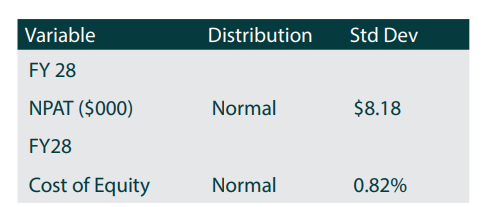 Variable Distribution Std Dev
FY 28
NPAT ($000) Normal $8.18
FY28
Cost of Equity Normal 0.82%